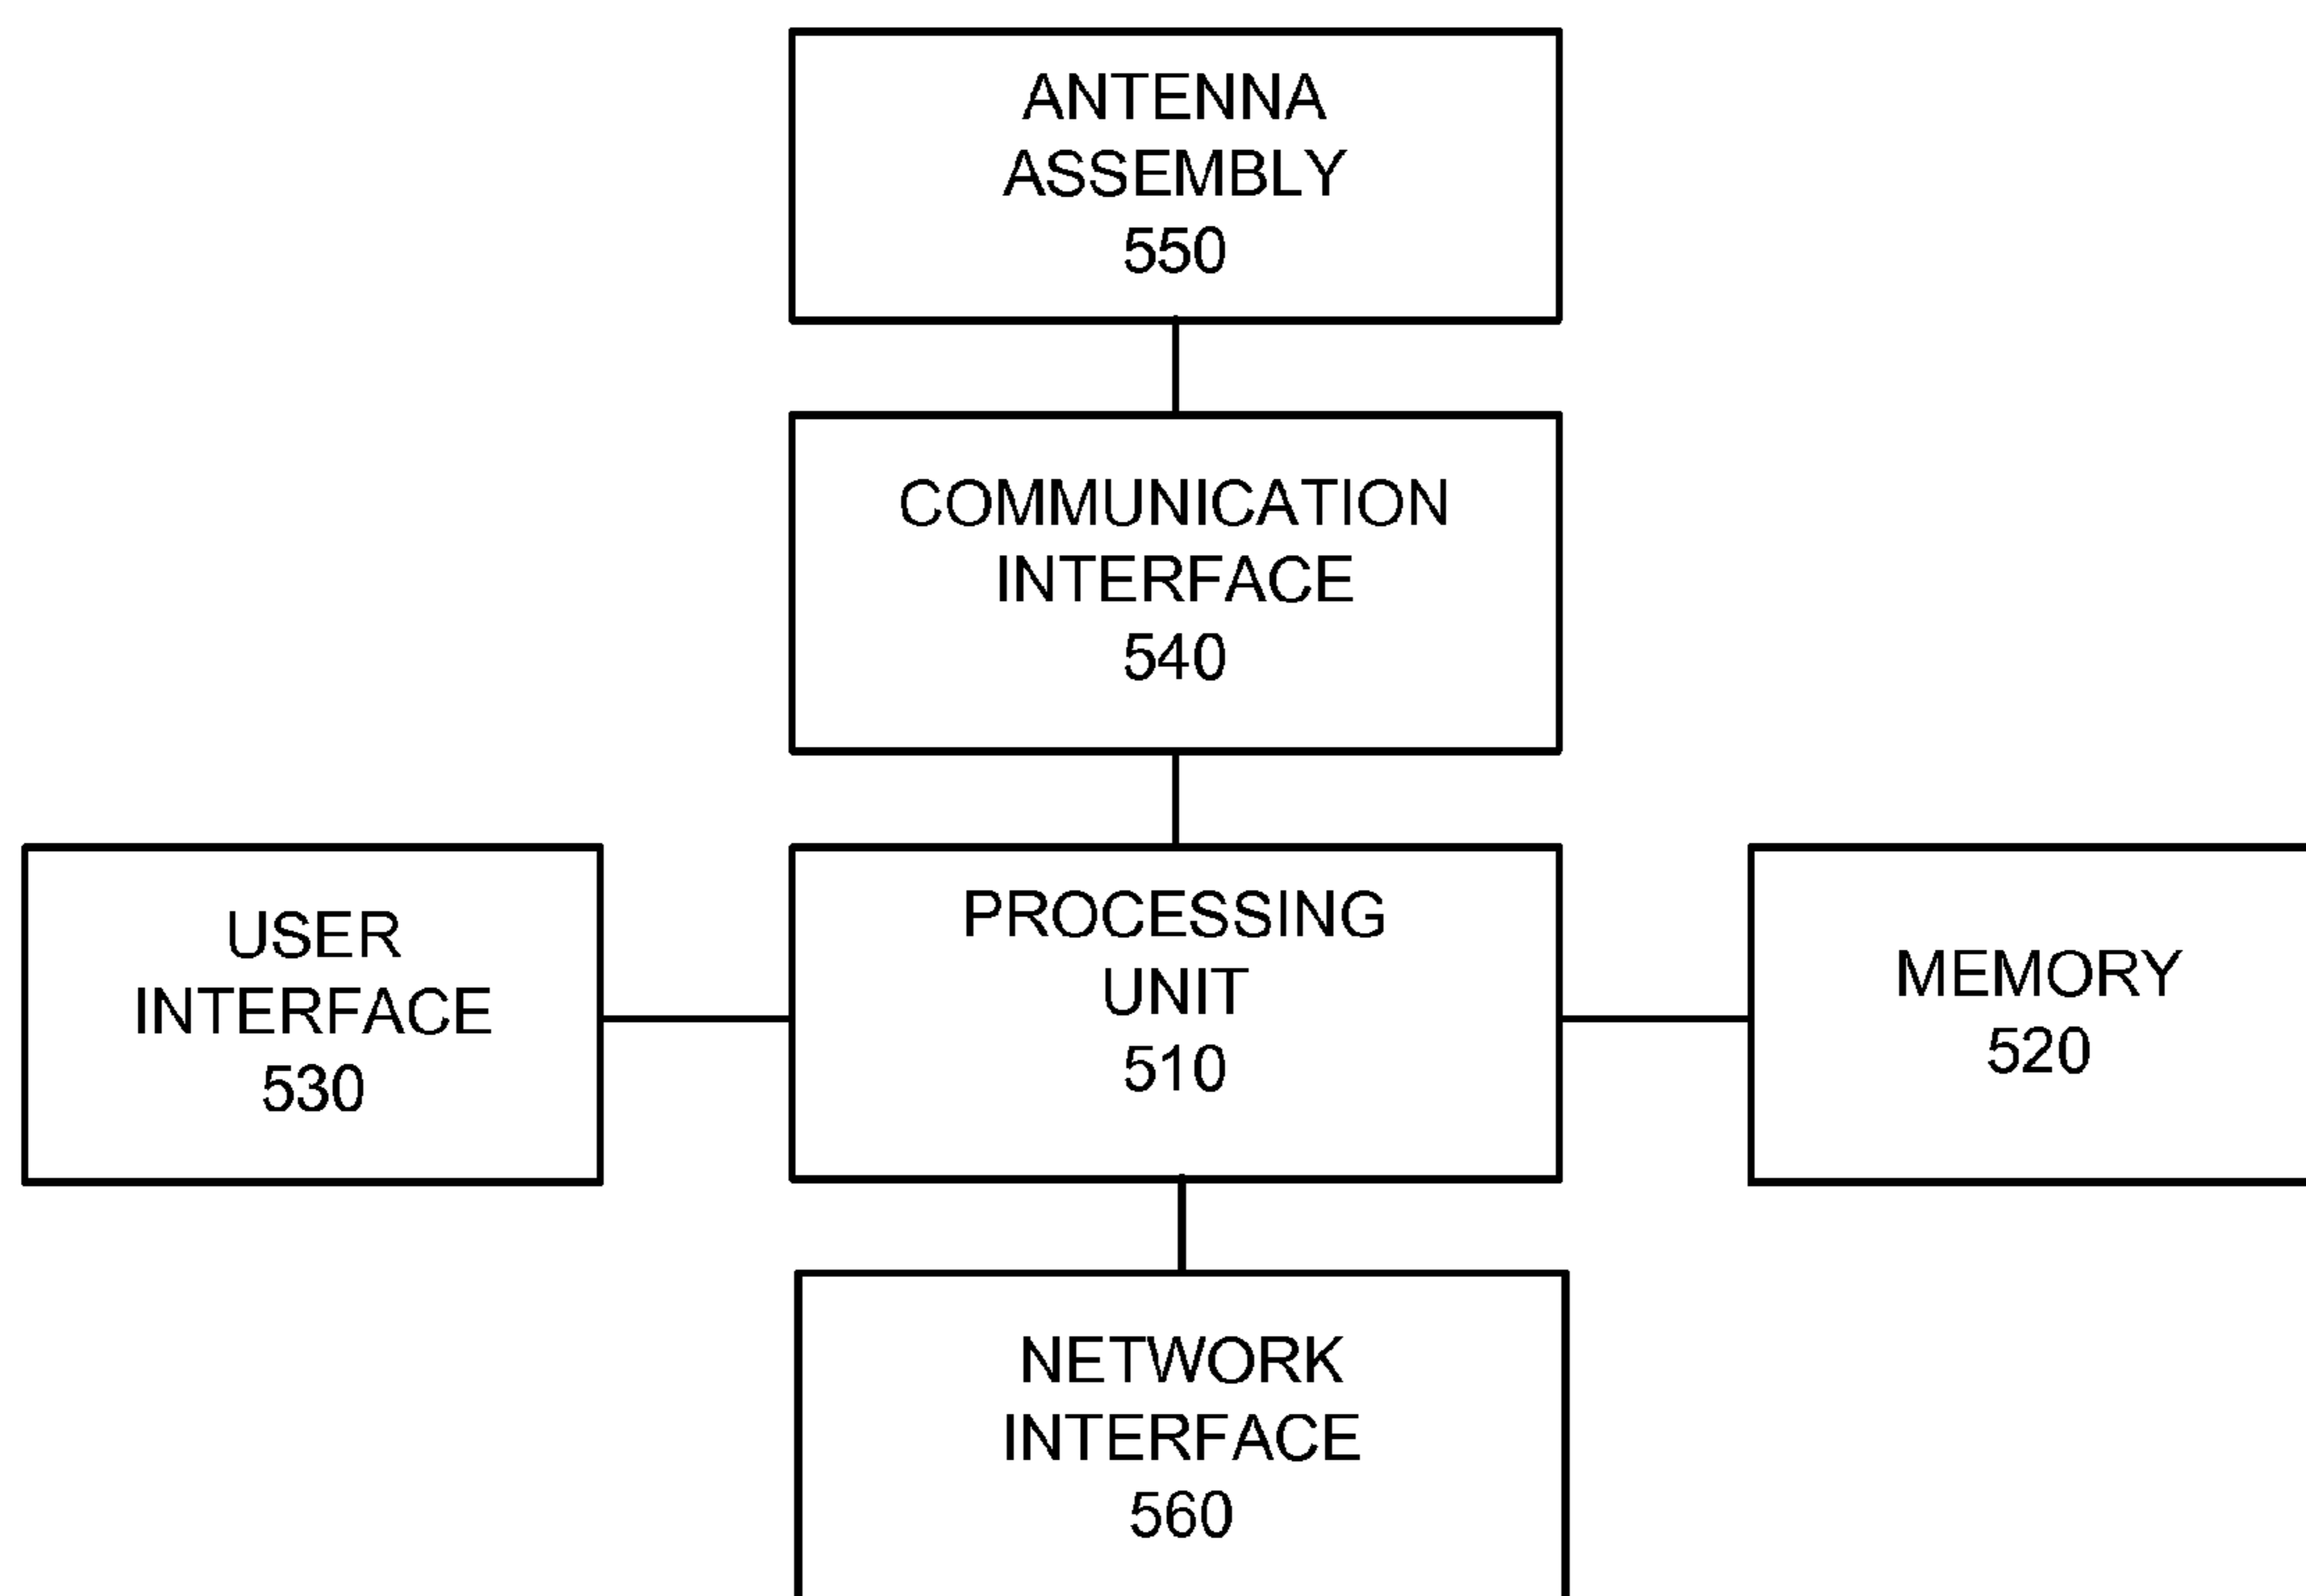 ANTENNA
ASSEMBLY
550
COMMUNICATION
INTERFACE
540
USER
INTERFACE
530
PROCESSING
UNIT
510
MEMORY
520
NETWORK
INTERFACE
560